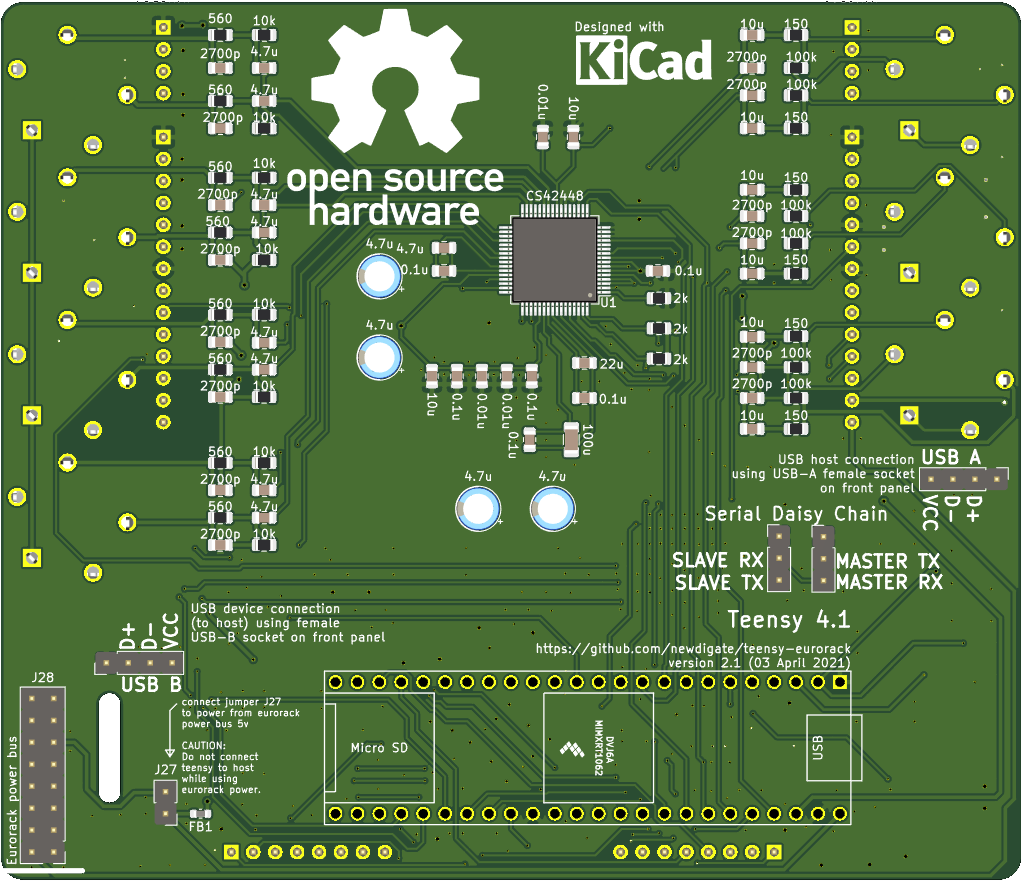 Designed with
KiCad
560
10k
10u
150
2700p
4.7u
2700p
100k
560
4.7u
2700p
100k
2700p
10k
10u
150
0.01u
10u
open source
hardware
CS42448
U1
560
10k
10u
150
2700p
4.7u
2700p
100k
560
4.7u
2700p
100k
2700p
10k
10u
150
4.7u
4.7u
0.1u
0.1u
2k
2k
2k
4.7u
560
10k
10u
150
2700p
4.7u
2700p
100k
560
4.7u
2700p
100k
2700p
10k
10u
150
22u
0.1u
10u
0.1u
0.01u
0.01u
0.1u
0.1u
100u
560
10k
2700p
4.7u
560
4.7u
2700p
10k
4.7u
4.7u
USB host connection
using USB-A female socket
on front panel
USB A
VCC
D-
D+
Serial Daisy Chain
SLAVE RX
SLAVE TX
MASTER TX
MASTER RX
USB device connection
(to host) using female
USB-B socket on front panel
D+
D-
VCC
USB B
Teensy 4.1
https://github.com/newdigate/teensy-eurorack
version 2.1 (03 April 2021)
J28
Eurorack power bus
connect jumper J27
to power from eurorack
power bus 5v
CAUTION:
Do not connect
teensy to host
while using
eurorack power.
J27
FB1
Micro SD
MIMXRT1062
DVJ6A
USB